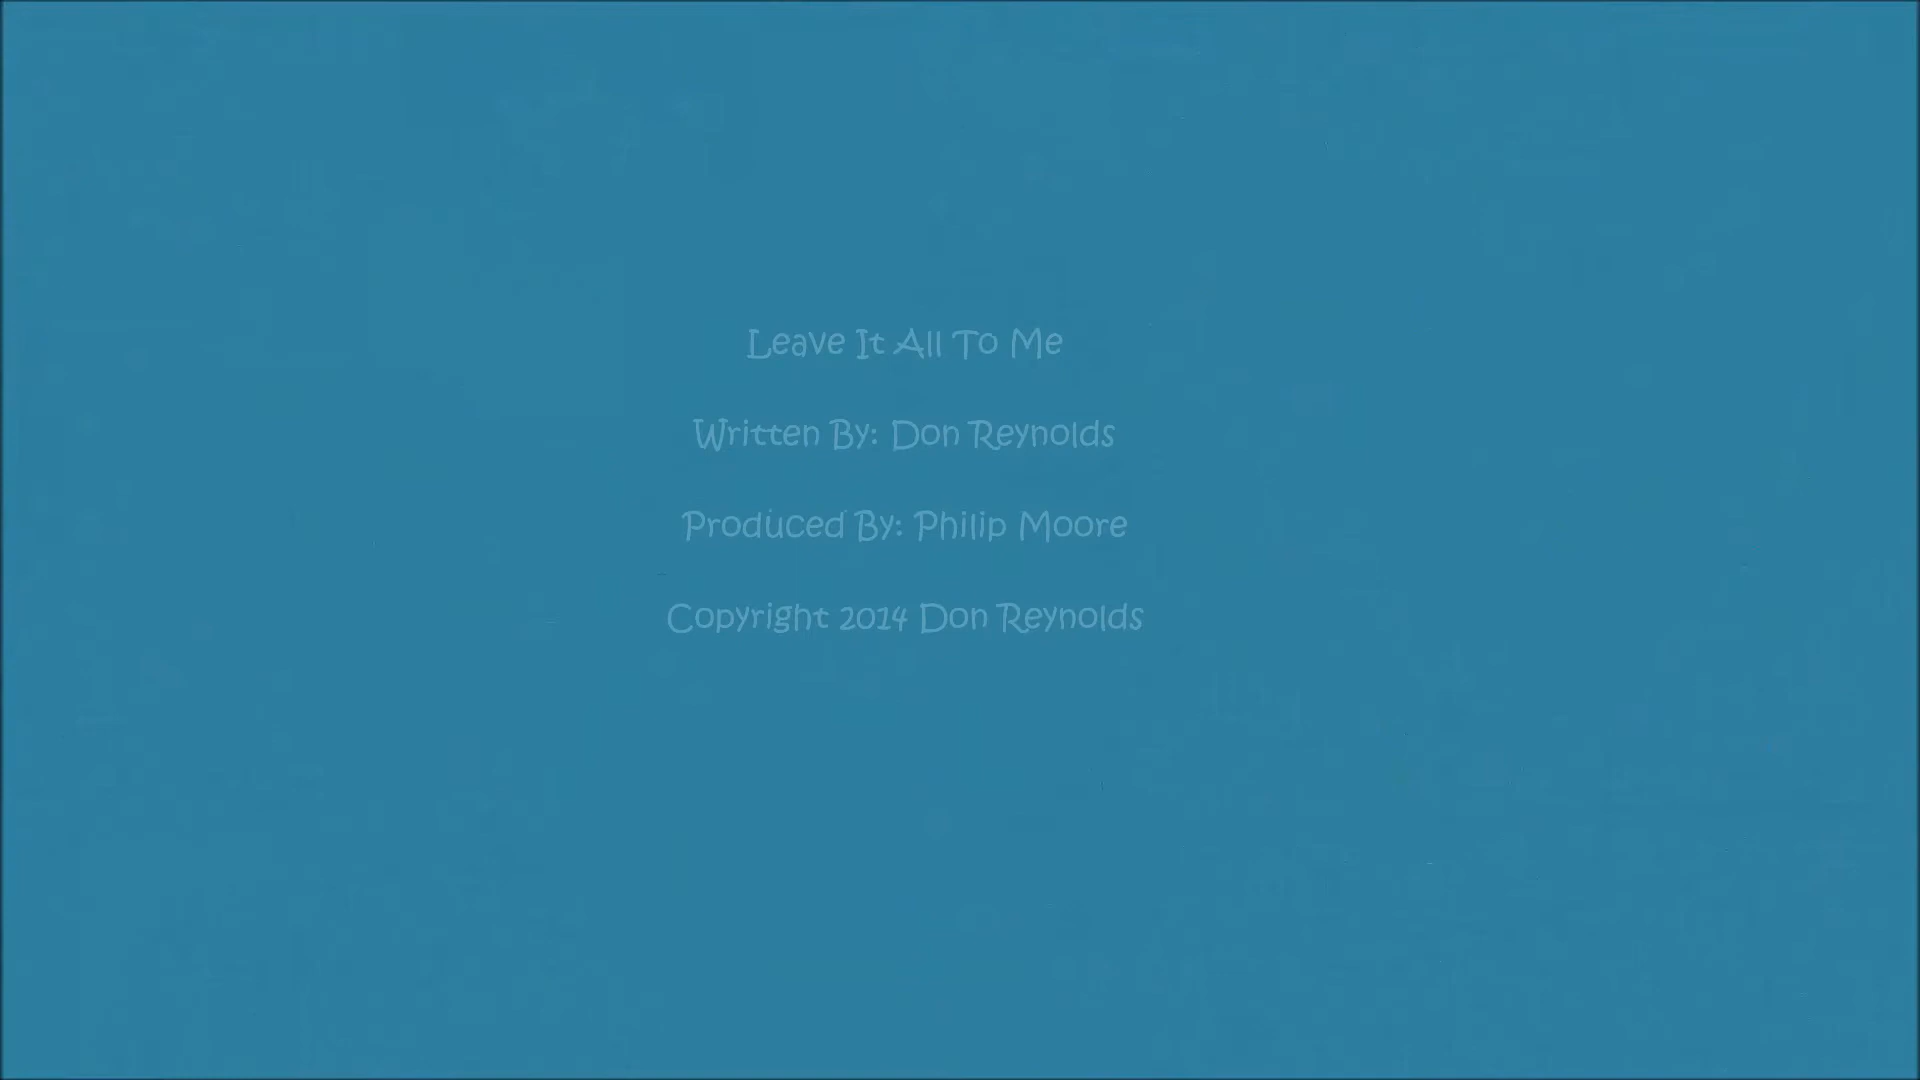 Leave It All To Me
Written By: Don Reynolds
Produced By: Philip Moore
Copyright 2014 Don Reynolds